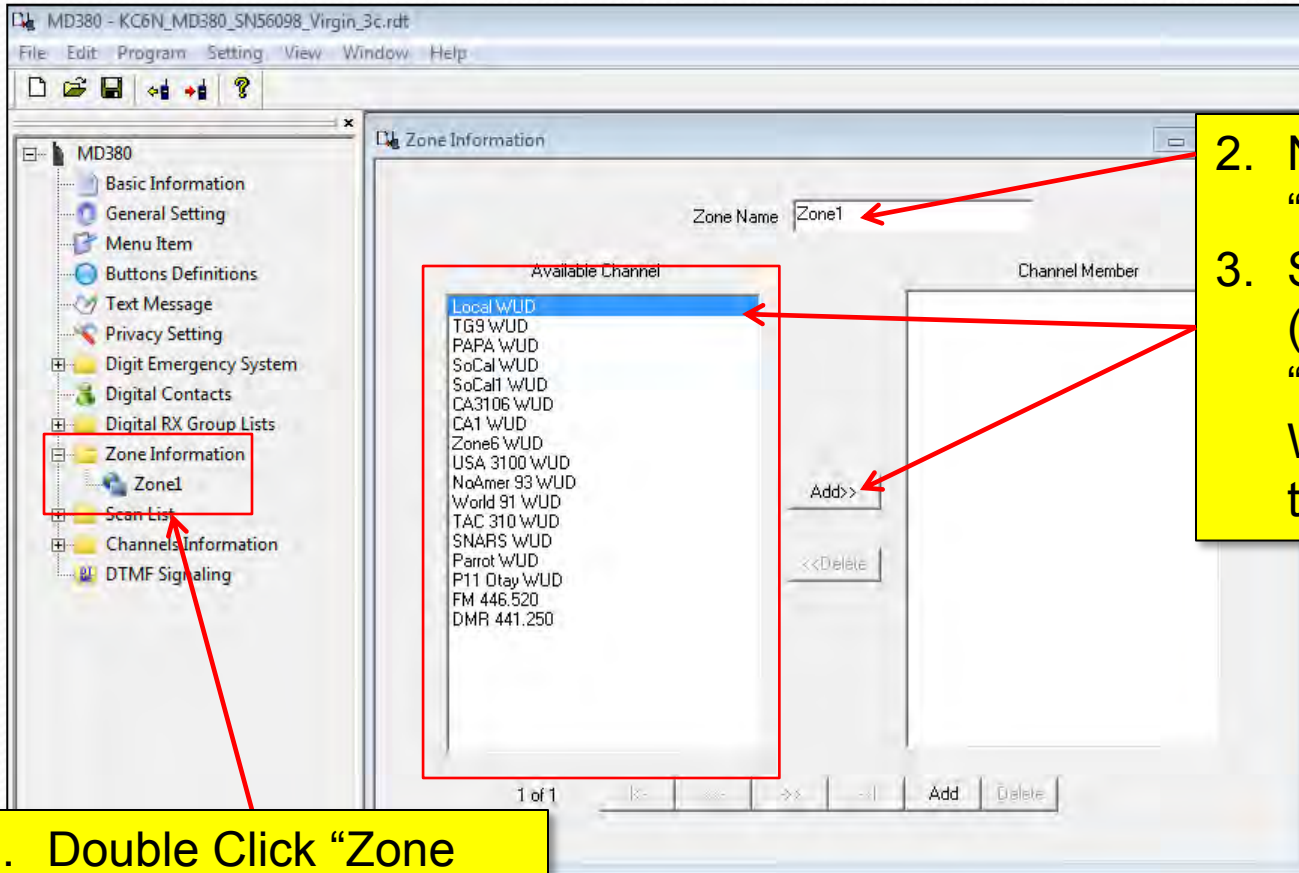 MD380 - KC6N_MD380_SN56098_Virgin_3c.rdt
File Edit Program Setting View Window Help
MD380
Basic Information
General Setting
Menu Item
Buttons Definitions
Text Message
Privacy Setting
Digit Emergency System
Digital Contacts
Digital RX Group Lists
Zone Information
Zone1
Scan List
Channels Information
DTMF Signaling
Zone Information
Zone Name Zone1
Available Channel
Local WUD
TG9 WUD
PAPA WUD
SoCal WUD
SoCal1 WUD
CA3106 WUD
CA1 WUD
Zone6 WUD
USA 3100 WUD
NoAmer 93 WUD
World 91 WUD
TAC 310 WUD
SNARS WUD
Parrot WUD
P11 Otay WUD
FM 446.520
DMR 441.250
Add>>
<<Delete
Channel Member
1 of 1 Add Delete
2. N
“
3. S
(
“
W
t
. Double Click “Zone